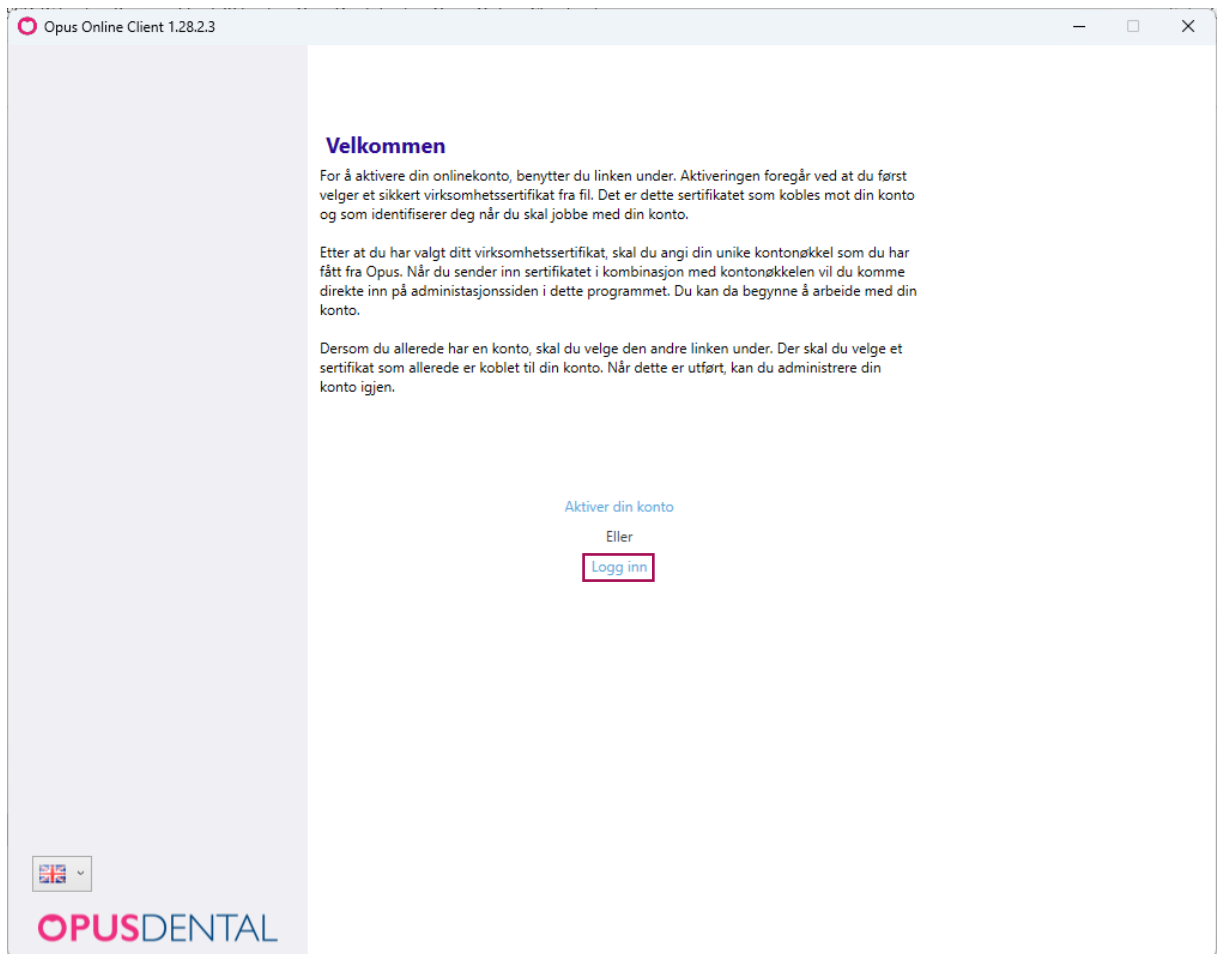 Opus Online Client 1.28.2.3
Velkommen
For å aktivere din onlinekonto, benytter du linken under. Aktiveringen foregår ved at du først
velger et sikkert virksomhetssertifikat fra fil. Det er dette sertifikatet som kobles mot din konto
og som identifiserer deg når du skal jobbe med din konto.
Etter at du har valgt ditt virksomhetssertifikat, skal du angi din unike kontonøkkel som du har
fått fra Opus. Når du sender inn sertifikatet i kombinasjon med kontonøkkelen vil du komme
direkte inn på administasjonssiden i dette programmet. Du kan da begynne å arbeide med din
konto.
Dersom du allerede har en konto, skal du velge den andre linken under. Der skal du velge et
sertifikat som allerede er koblet til din konto. Når dette er utført, kan du administrere din
konto igjen.
Aktiver din konto
Eller
Logg inn
OPUSDENTAL